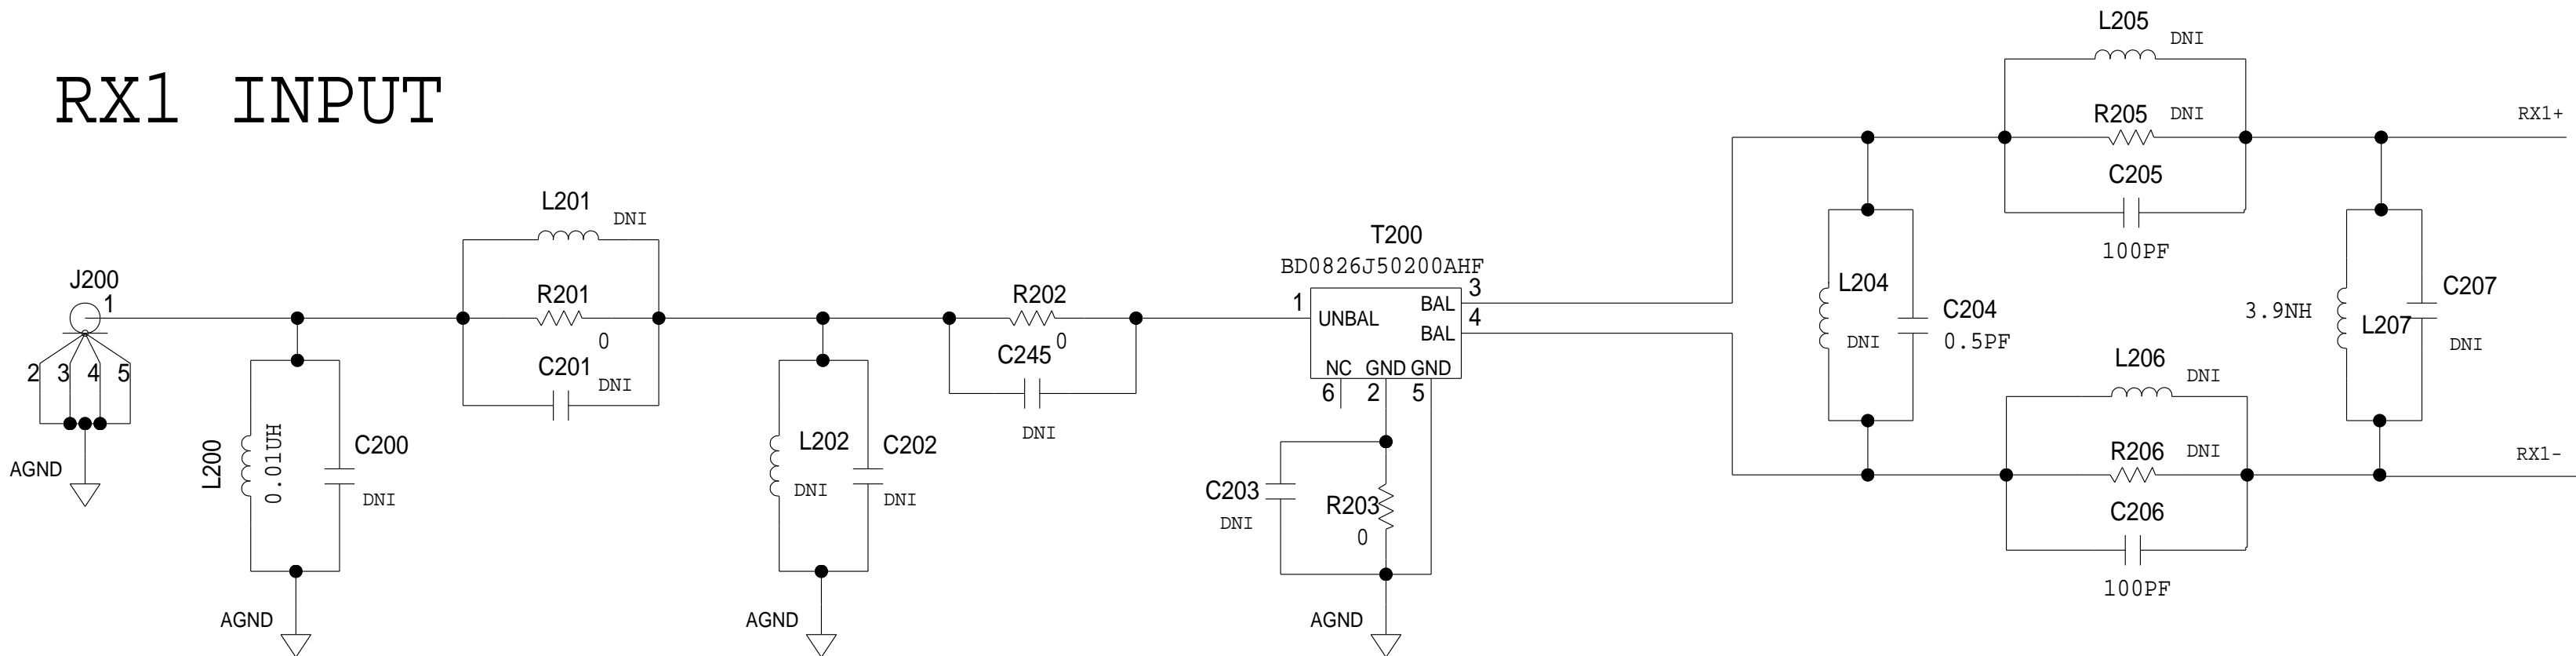 RX1 INPUT
J200
1
2
3
4
5
AGND
L200
0.01UH
C200
DNI
AGND
L201
DNI
R201
0
C201
DNI
L202
DNI
C202
DNI
AGND
R202
0
C245
DNI
T200
BD0826J50200AHF
1
UNBAL
BAL
3
BAL
4
NC
GND
GND
6
2
5
C203
DNI
R203
0
AGND
L204
DNI
C204
0.5PF
L205
DNI
R205
DNI
C205
100PF
L206
DNI
R206
DNI
C206
100PF
3.9NH
L207
C207
DNI
RX1+
RX1-